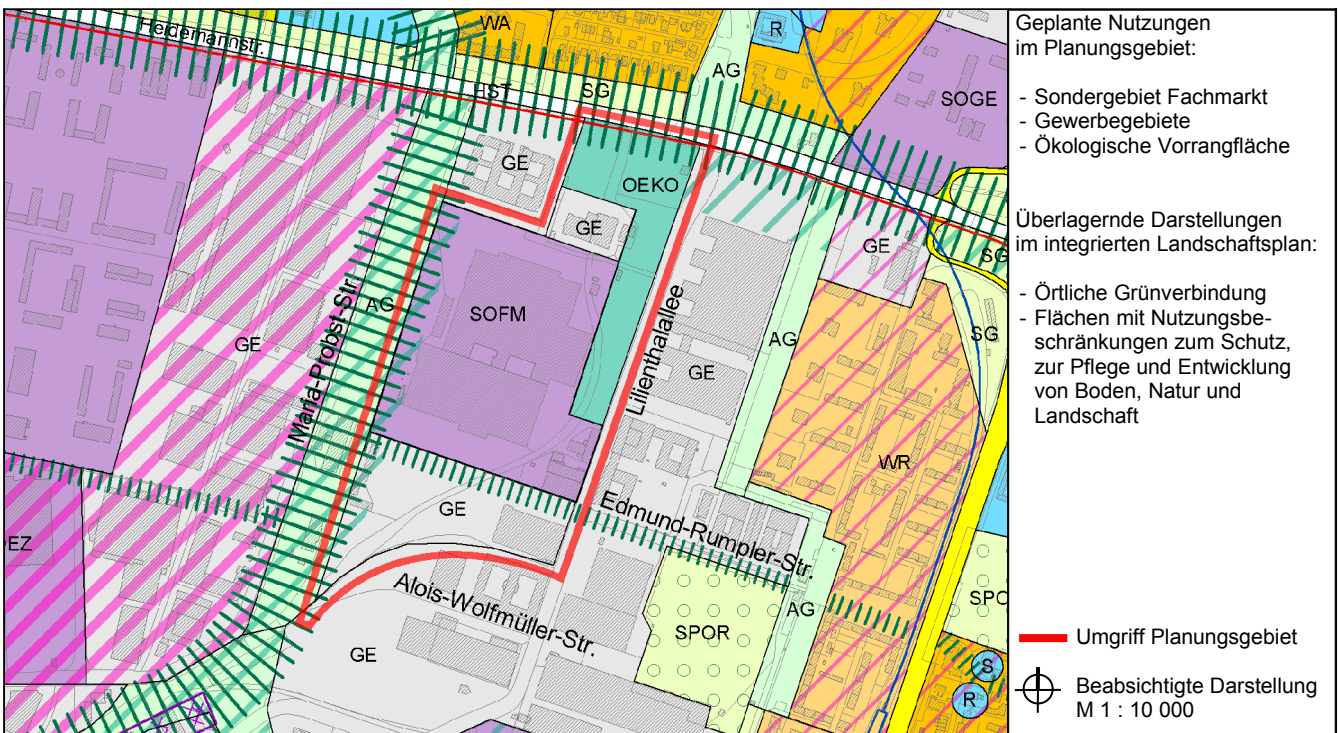 Heidemannstr.
WA
R
HST
SG
AG
SOGE
GE
OEKO
GE
GE
SG
AG
SOFM
GE
Maria-Probst-Str.
Lilienthalallee
AG
SG
GE
WR
GE
Edmund-Rumpler-Str.
Alois-Wolfmüller-Str.
AG
SPOR
GE
S
R
Geplante Nutzungen
im Planungsgebiet:
- Sondergebiet Fachmarkt
- Gewerbegebiete
- Ökologische Vorrangfläche
Überlagernde Darstellungen
im integrierten Landschaftsplan:
- Örtliche Grünverbindung
- Flächen mit Nutzungsbe-
schränkungen zum Schutz,
zur Pflege und Entwicklung
von Boden, Natur und
Landschaft
Umgriff Planungsgebiet
Beabsichtigte Darstellung
M 1 : 10 000